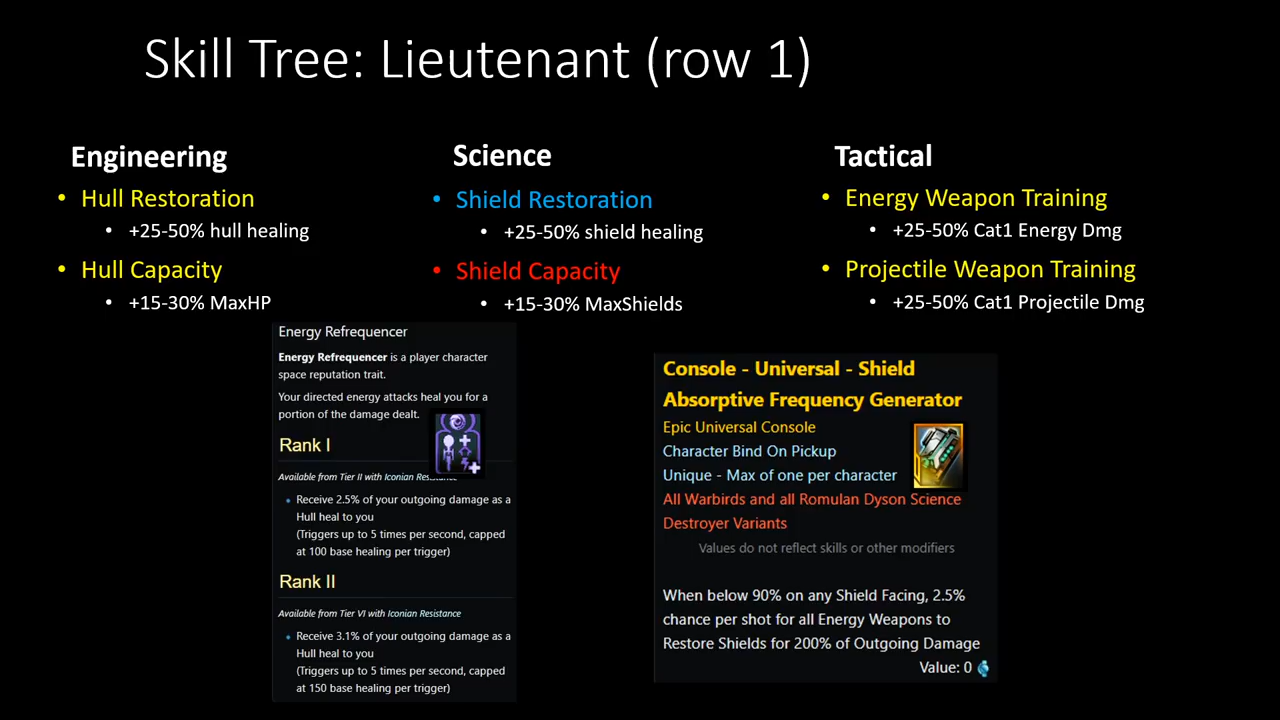 Skill Tree: Lieutenant (row 1)
Engineering
• Hull Restoration
• +25-50% hull healing
• Hull Capacity
• +15-30% MaxHP
Science
• Shield Restoration
• +25-50% shield healing
• Shield Capacity
• +15-30% MaxShields
Tactical
• Energy Weapon Training
• +25-50% Cat1 Energy Dmg
• Projectile Weapon Training
• +25-50% Cat1 Projectile Dmg
Energy Refrequencer
Energy Refrequencer is a player character
space reputation trait.
Your directed energy attacks heal you for a
portion of the damage dealt.
Rank I
Available from Tier II with Iconian Resistance
• Receive 2.5% of your outgoing damage as a
Hull heal to you
(Triggers up to 5 times per second, capped
at 100 base healing per trigger)
Rank II
Available from Tier VI with Iconian Resistance
• Receive 3.1% of your outgoing damage as a
Hull heal to you
(Triggers up to 5 times per second, capped
at 150 base healing per trigger)
Console - Universal - Shield
Absorptive Frequency Generator
Epic Universal Console
Character Bind On Pickup
Unique - Max of one per character
All Warbirds and all Romulan Dyson Science
Destroyer Variants
Values do not reflect skills or other modifiers
When below 90% on any Shield Facing, 2.5%
chance per shot for all Energy Weapons to
Restore Shields for 200% of Outgoing Damage
Value: 0